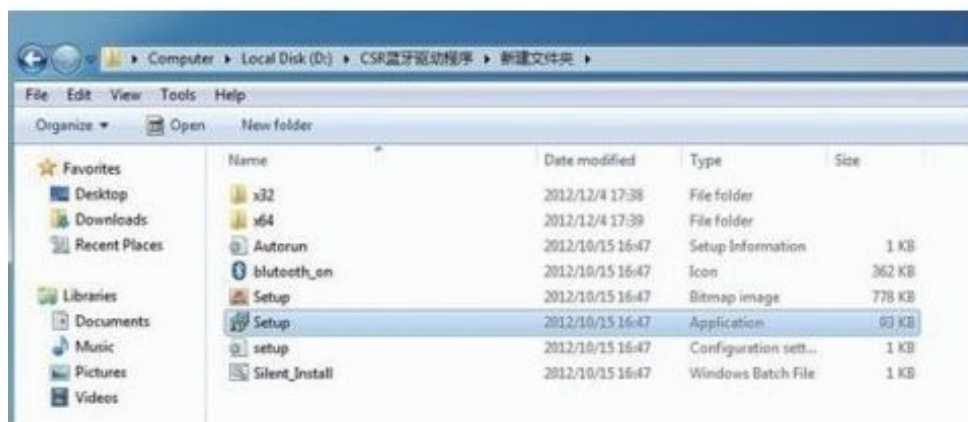 Computer ▸ Local Disk (D:) ▸ CSR蓝牙驱动程序 ▸ 新建文件夹 ▸
File Edit View Tools Help
Organize ▾ Open New folder
Name Date modified Type Size
Favorites
Desktop
Downloads
Recent Places
Libraries
Documents
Music
Pictures
Videos
x32 2012/12/4 17:38 File folder
x64 2012/12/4 17:39 File folder
Autorun 2012/10/15 16:47 Setup Information 1 KB
blutooth_on 2012/10/15 16:47 Icon 362 KB
Setup 2012/10/15 16:47 Bitmap image 778 KB
Setup 2012/10/15 16:47 Application 93 KB
setup 2012/10/15 16:47 Configuration sett... 1 KB
Silent_Install 2012/10/15 16:47 Windows Batch File 1 KB